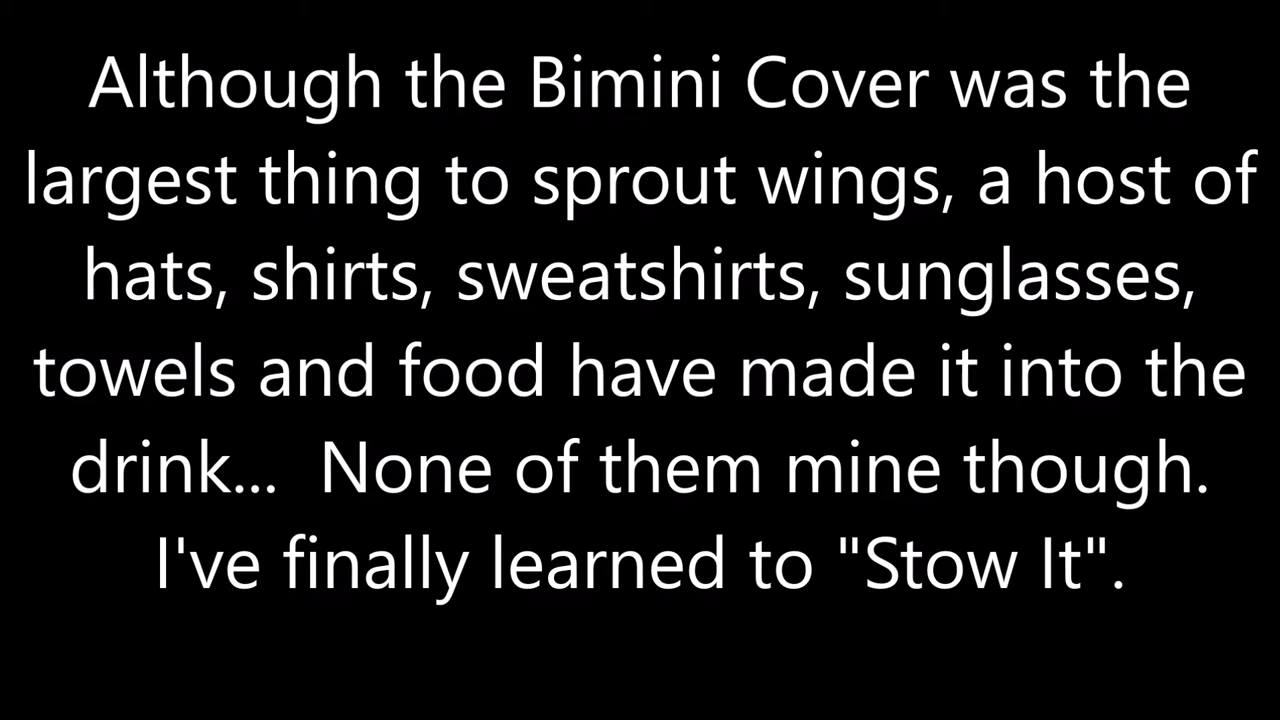 Although the Bimini Cover was the
largest thing to sprout wings, a host of
hats, shirts, sweatshirts, sunglasses,
towels and food have made it into the
drink...  None of them mine though.
I've finally learned to "Stow It".